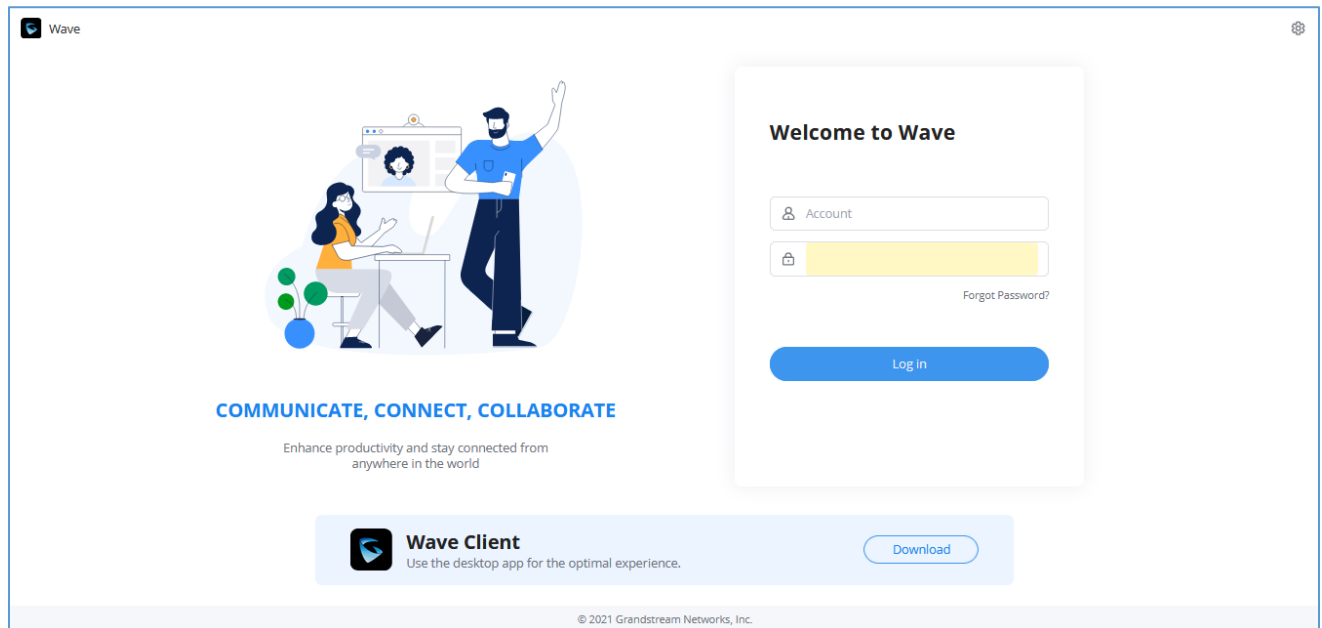 Wave
Welcome to Wave
Account
Forgot Password?
Log in
COMMUNICATE, CONNECT, COLLABORATE
Enhance productivity and stay connected from
anywhere in the world
Wave Client
Use the desktop app for the optimal experience.
Download
© 2021 Grandstream Networks, Inc.